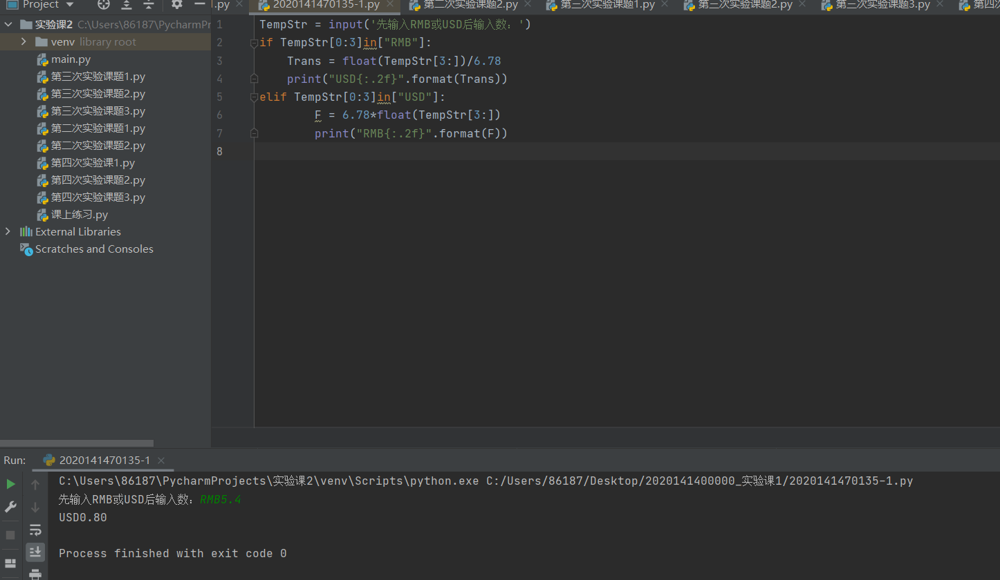 Project
1.py
2020141470135-1.py
第二次实验课题2.py
第三次实验课题1.py
第三次实验课题2.py
第三次实验课题3.py
第四次
实验课2 C:\Users\86187\PycharmPr
venv library root
main.py
第三次实验课题1.py
第三次实验课题2.py
第三次实验课题3.py
第二次实验课题1.py
第二次实验课题2.py
第四次实验课1.py
第四次实验课题2.py
第四次实验课题3.py
课上练习.py
External Libraries
Scratches and Consoles
1 TempStr = input('先输入RMB或USD后输入数：')
2 if TempStr[0:3]in["RMB"]:
3 Trans = float(TempStr[3:])/6.78
4 print("USD{:.2f}".format(Trans))
5 elif TempStr[0:3]in["USD"]:
6 F = 6.78*float(TempStr[3:])
7 print("RMB{:.2f}".format(F))
8
Run: 2020141470135-1
C:\Users\86187\PycharmProjects\实验课2\venv\Scripts\python.exe C:/Users/86187/Desktop/2020141400000_实验课1/2020141470135-1.py
先输入RMB或USD后输入数：RMB5.4
USD0.80
Process finished with exit code 0